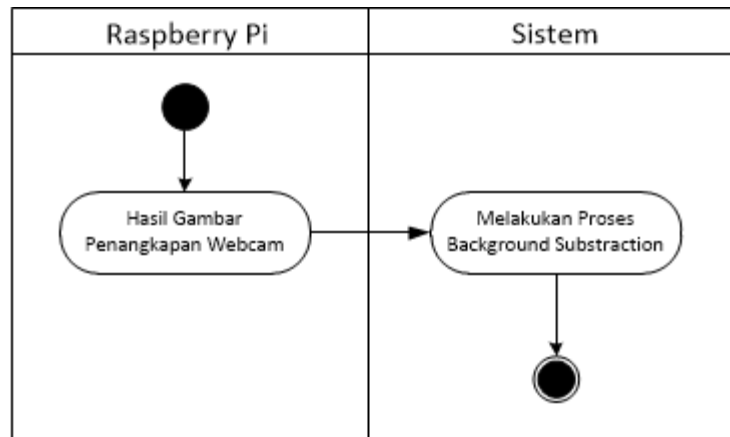 Raspberry Pi
Sistem
Hasil Gambar
Penangkapan Webcam
Melakukan Proses
Background Substraction